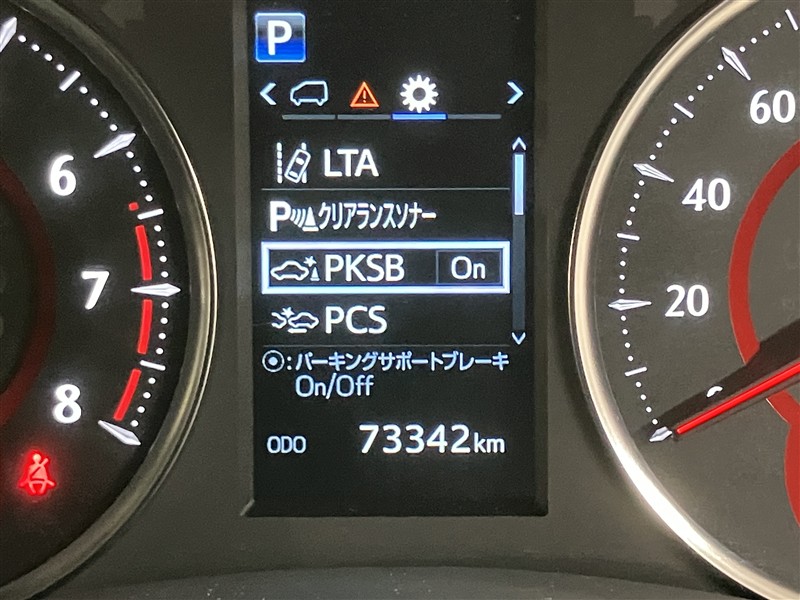 P
LTA
Pクリアランスソナー
PKSB On
PCS
:パーキングサポートブレーキ
On/Off
ODO 73342km
6
7
8
60
40
20